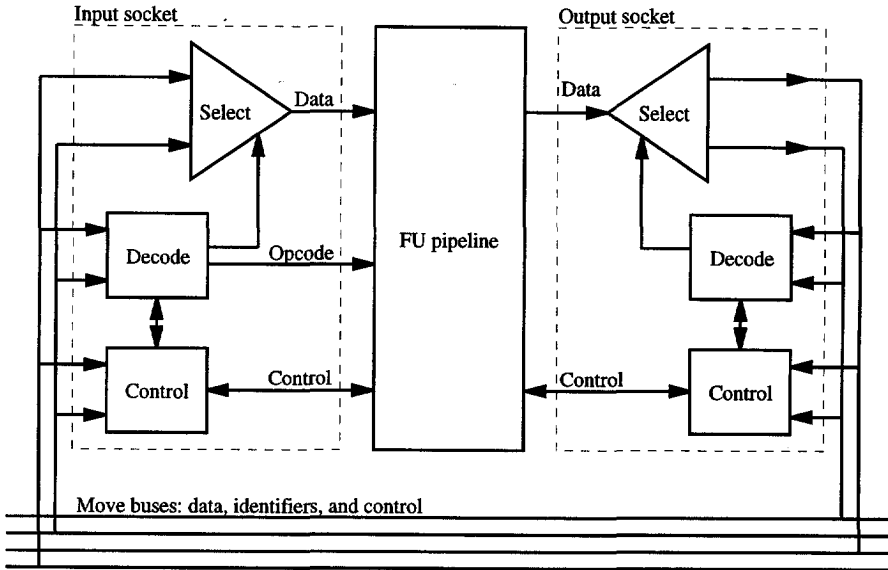 Input socket
Output socket
Select
Data
FU pipeline
Data
Select
Decode
Opcode
Decode
Control
Control
Control
Control
Move buses: data, identifiers, and control